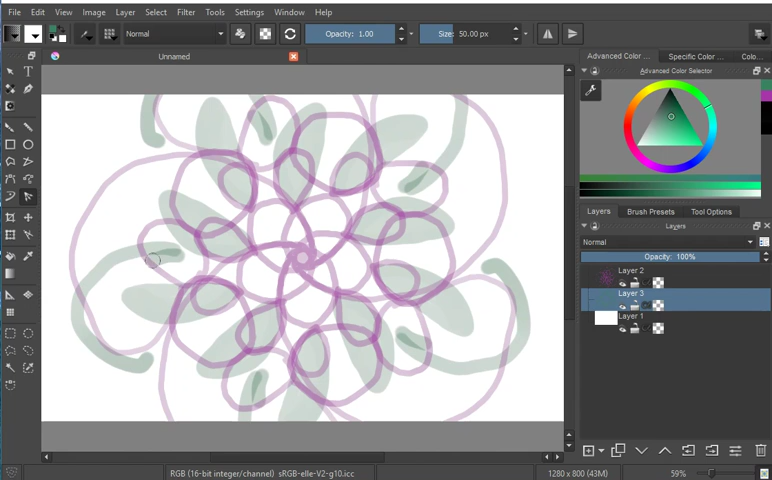 File Edit View Image Layer Select Filter Tools Settings Window Help
Normal Opacity: 1.00 Size: 50.00 px
Unnamed
Advanced Color ... Specific Color ... Colo...
Advanced Color Selector
Layers Brush Presets Tool Options
Layers
Normal
Opacity: 100%
Layer 2
Layer 3
Layer 1
RGB (16-bit integer/channel) sRGB-elle-V2-g10.icc 1280 x 800 (43M) 59%